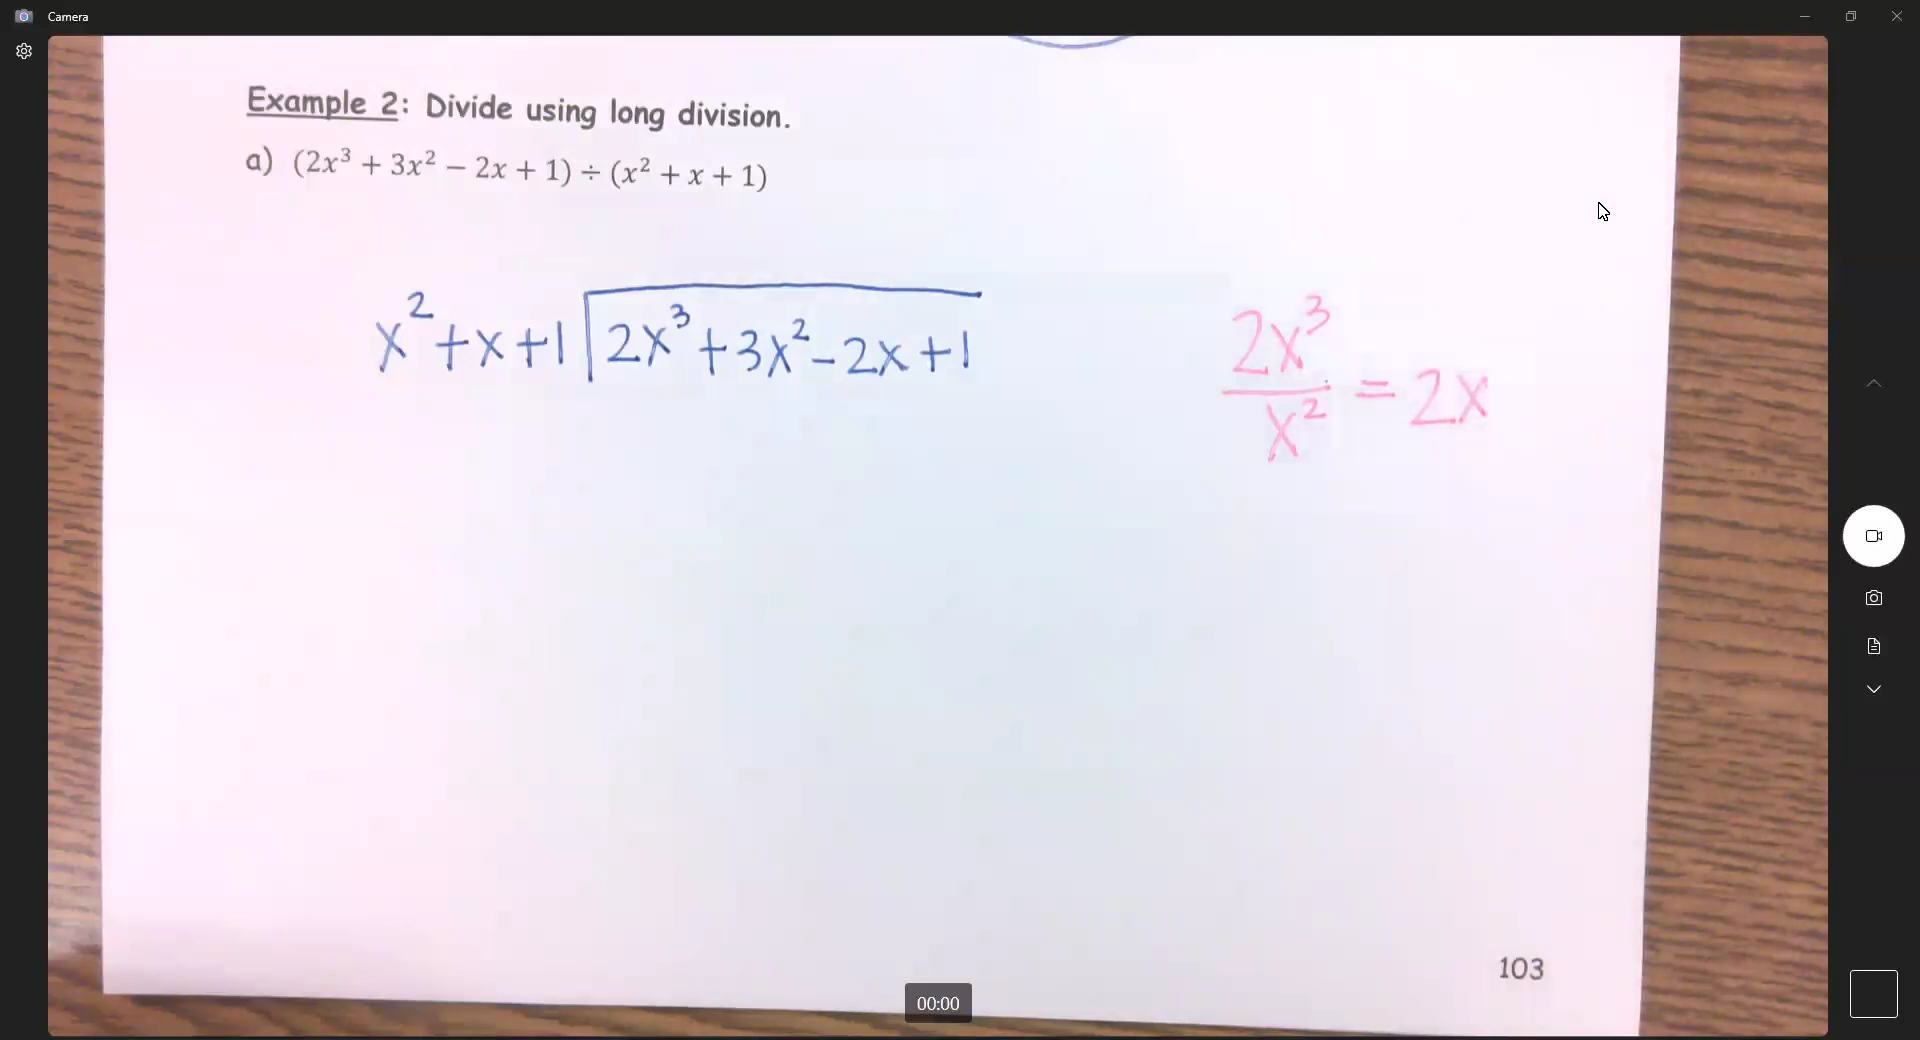 Camera
Example 2: Divide using long division.
a) (2x³ + 3x² − 2x + 1) ÷ (x² + x + 1)
x² + x + 1 | 2x³ + 3x² − 2x + 1
2x³
/ x² = 2x
103
00:00